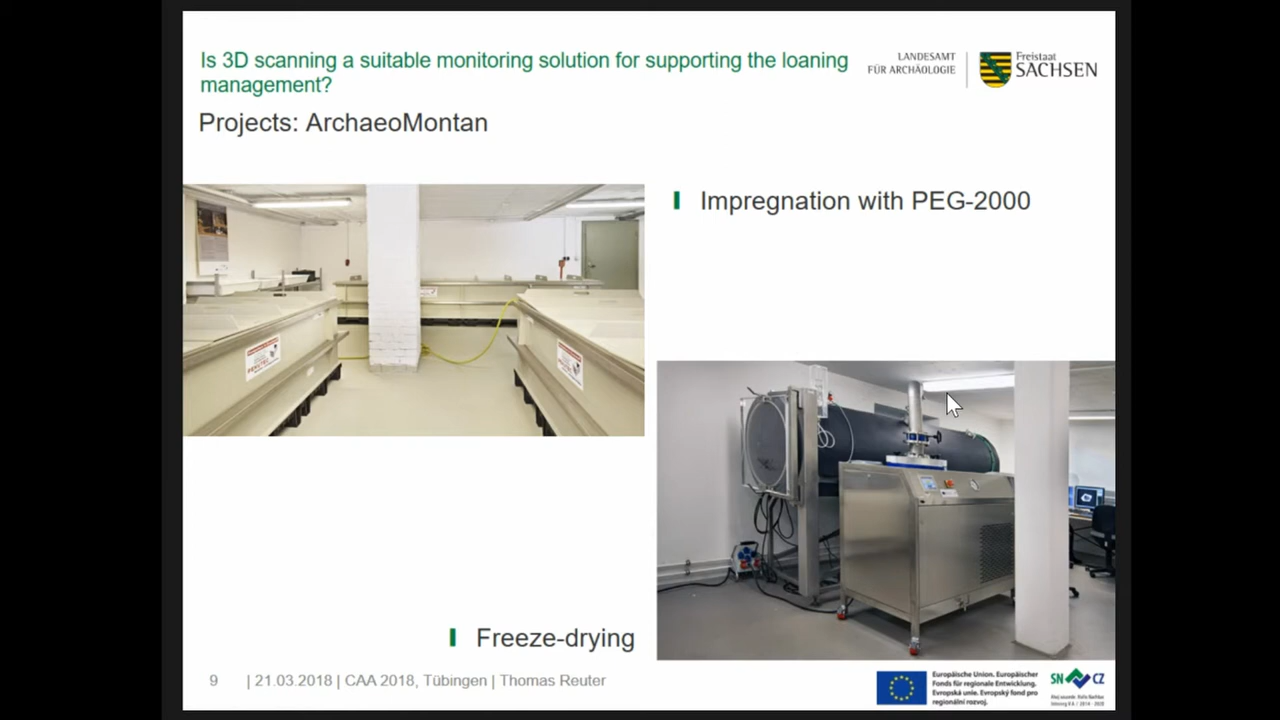 Is 3D scanning a suitable monitoring solution for supporting the loaning
management?
LANDESAMT
FÜR ARCHÄOLOGIE
Freistaat
SACHSEN
Projects: ArchaeoMontan
Impregnation with PEG-2000
Freeze-drying
9 | 21.03.2018 | CAA 2018, Tübingen | Thomas Reuter
Europäische Union. Europäischer
Fonds für regionale Entwicklung.
Evropská unie. Evropský fond pro
regionální rozvoj.
SN CZ